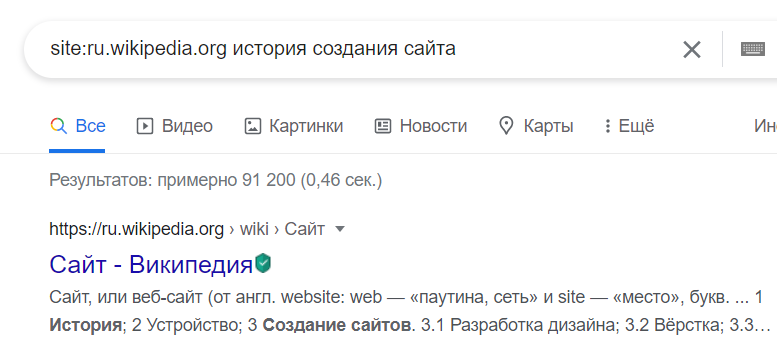 site:ru.wikipedia.org история создания сайта
Все Видео Картинки Новости Карты Ещё Ин
Результатов: примерно 91 200 (0,46 сек.)
https://ru.wikipedia.org › wiki › Сайт
Сайт - Википедия
Сайт, или веб-сайт (от англ. website: web — «паутина, сеть» и site — «место», букв. ... 1
История; 2 Устройство; 3 Создание сайтов. 3.1 Разработка дизайна; 3.2 Вёрстка; 3.3…